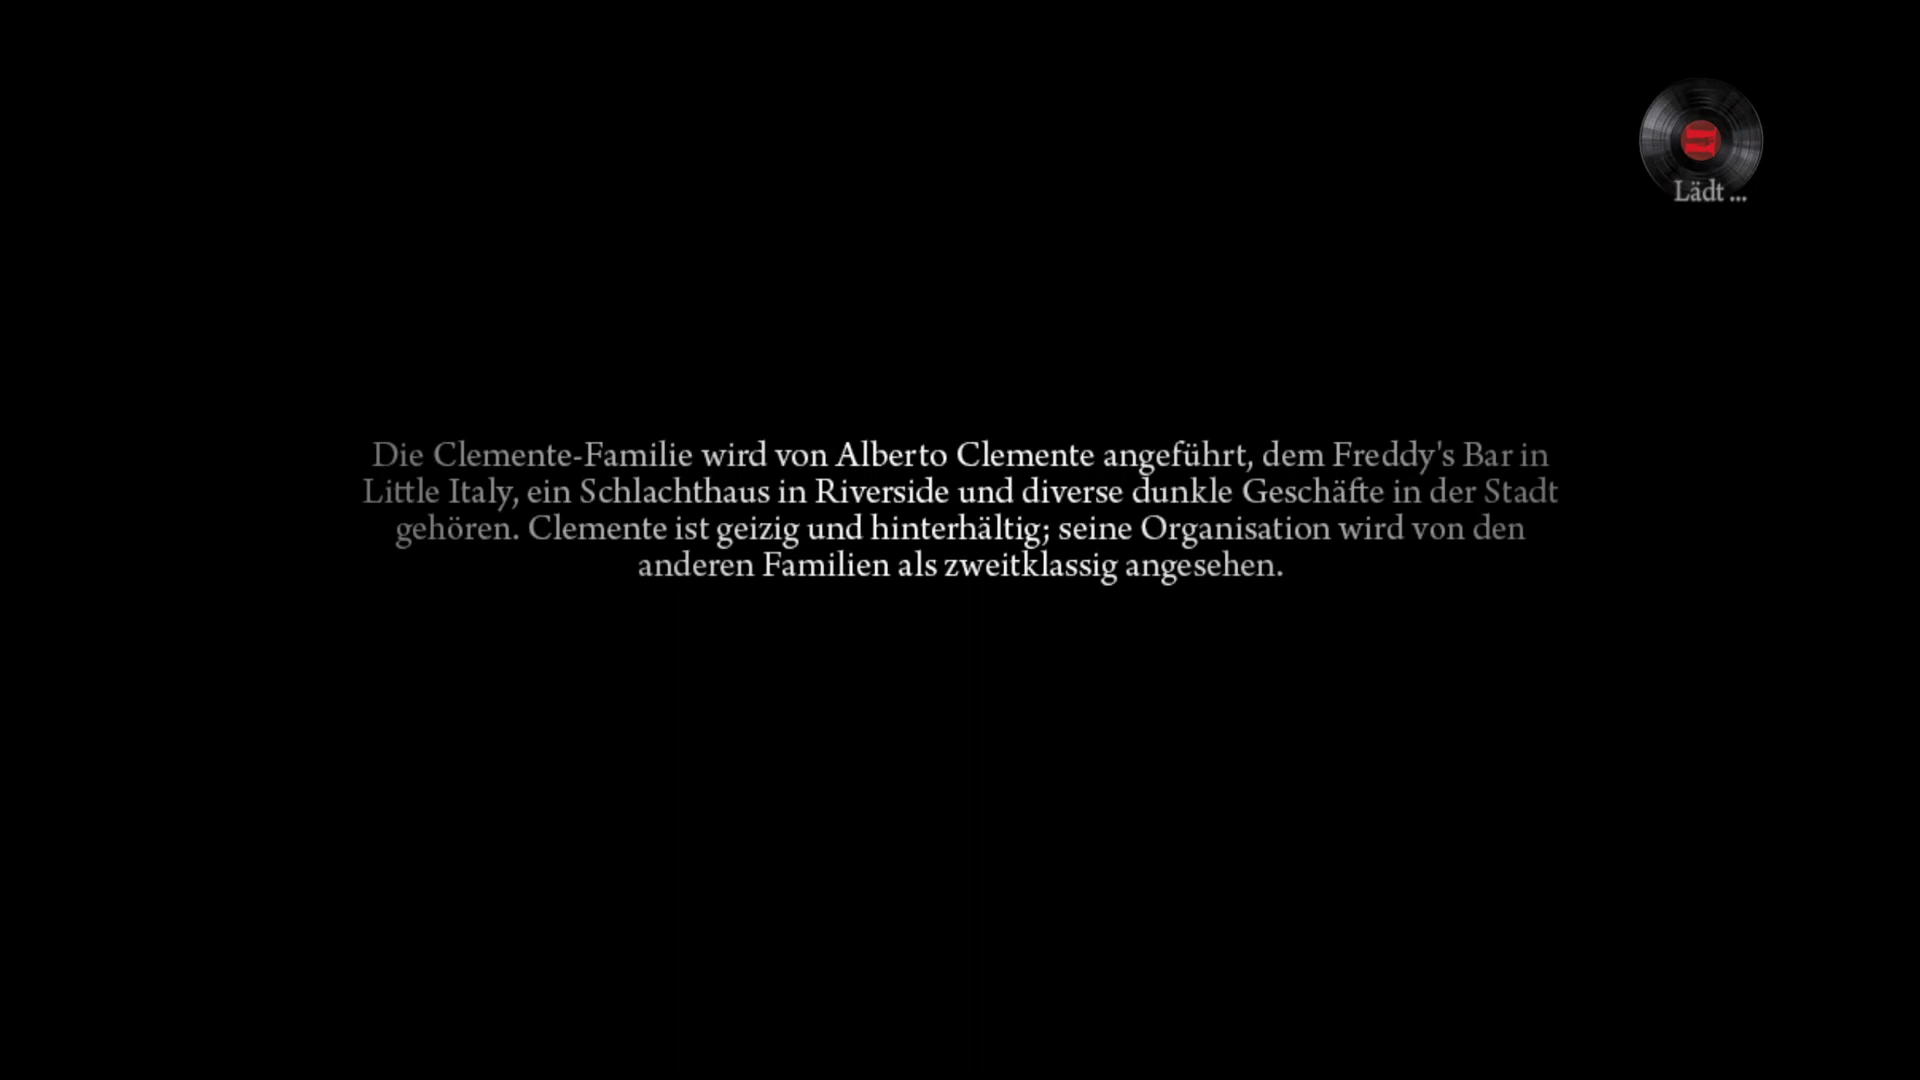 Lädt ...
Die Clemente-Familie wird von Alberto Clemente angeführt, dem Freddy's Bar in
Little Italy, ein Schlachthaus in Riverside und diverse dunkle Geschäfte in der Stadt
gehören. Clemente ist geizig und hinterhältig; seine Organisation wird von den
anderen Familien als zweitklassig angesehen.